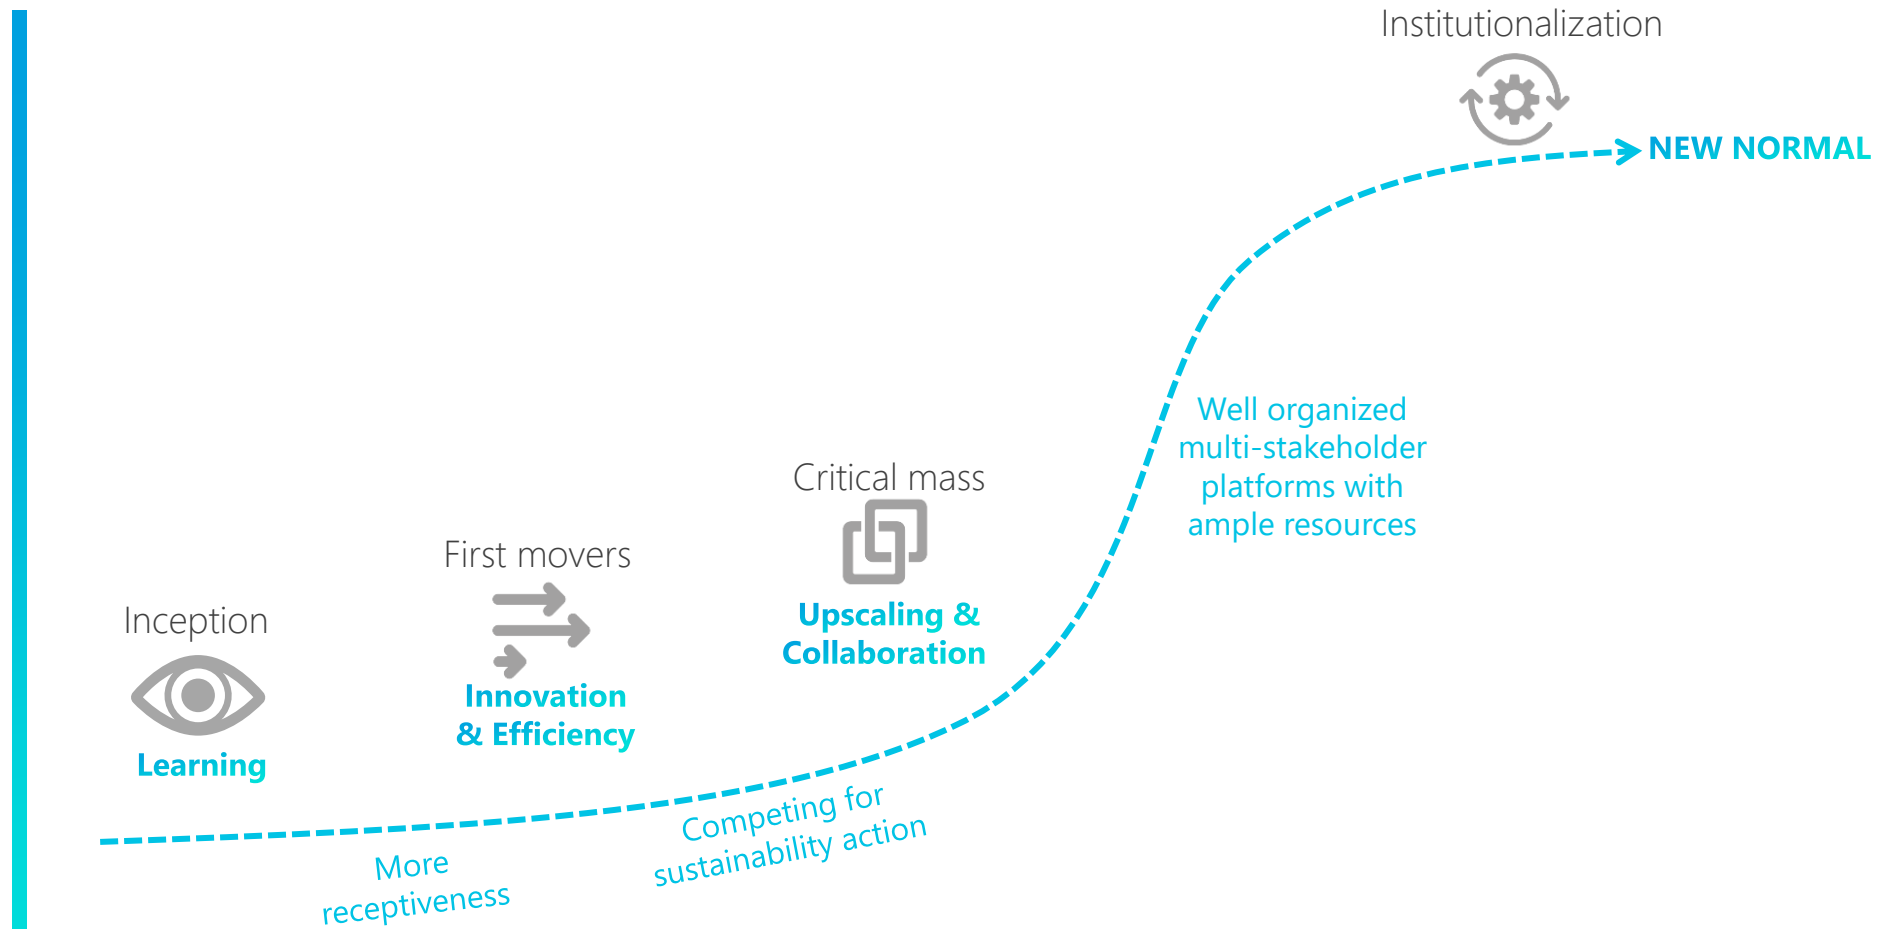 Institutionalization
NEW NORMAL
Well organized
multi-stakeholder
platforms with
ample resources
Critical mass
Upscaling &
Collaboration
First movers
Innovation
& Efficiency
Inception
Learning
Competing for
sustainability action
More
receptiveness